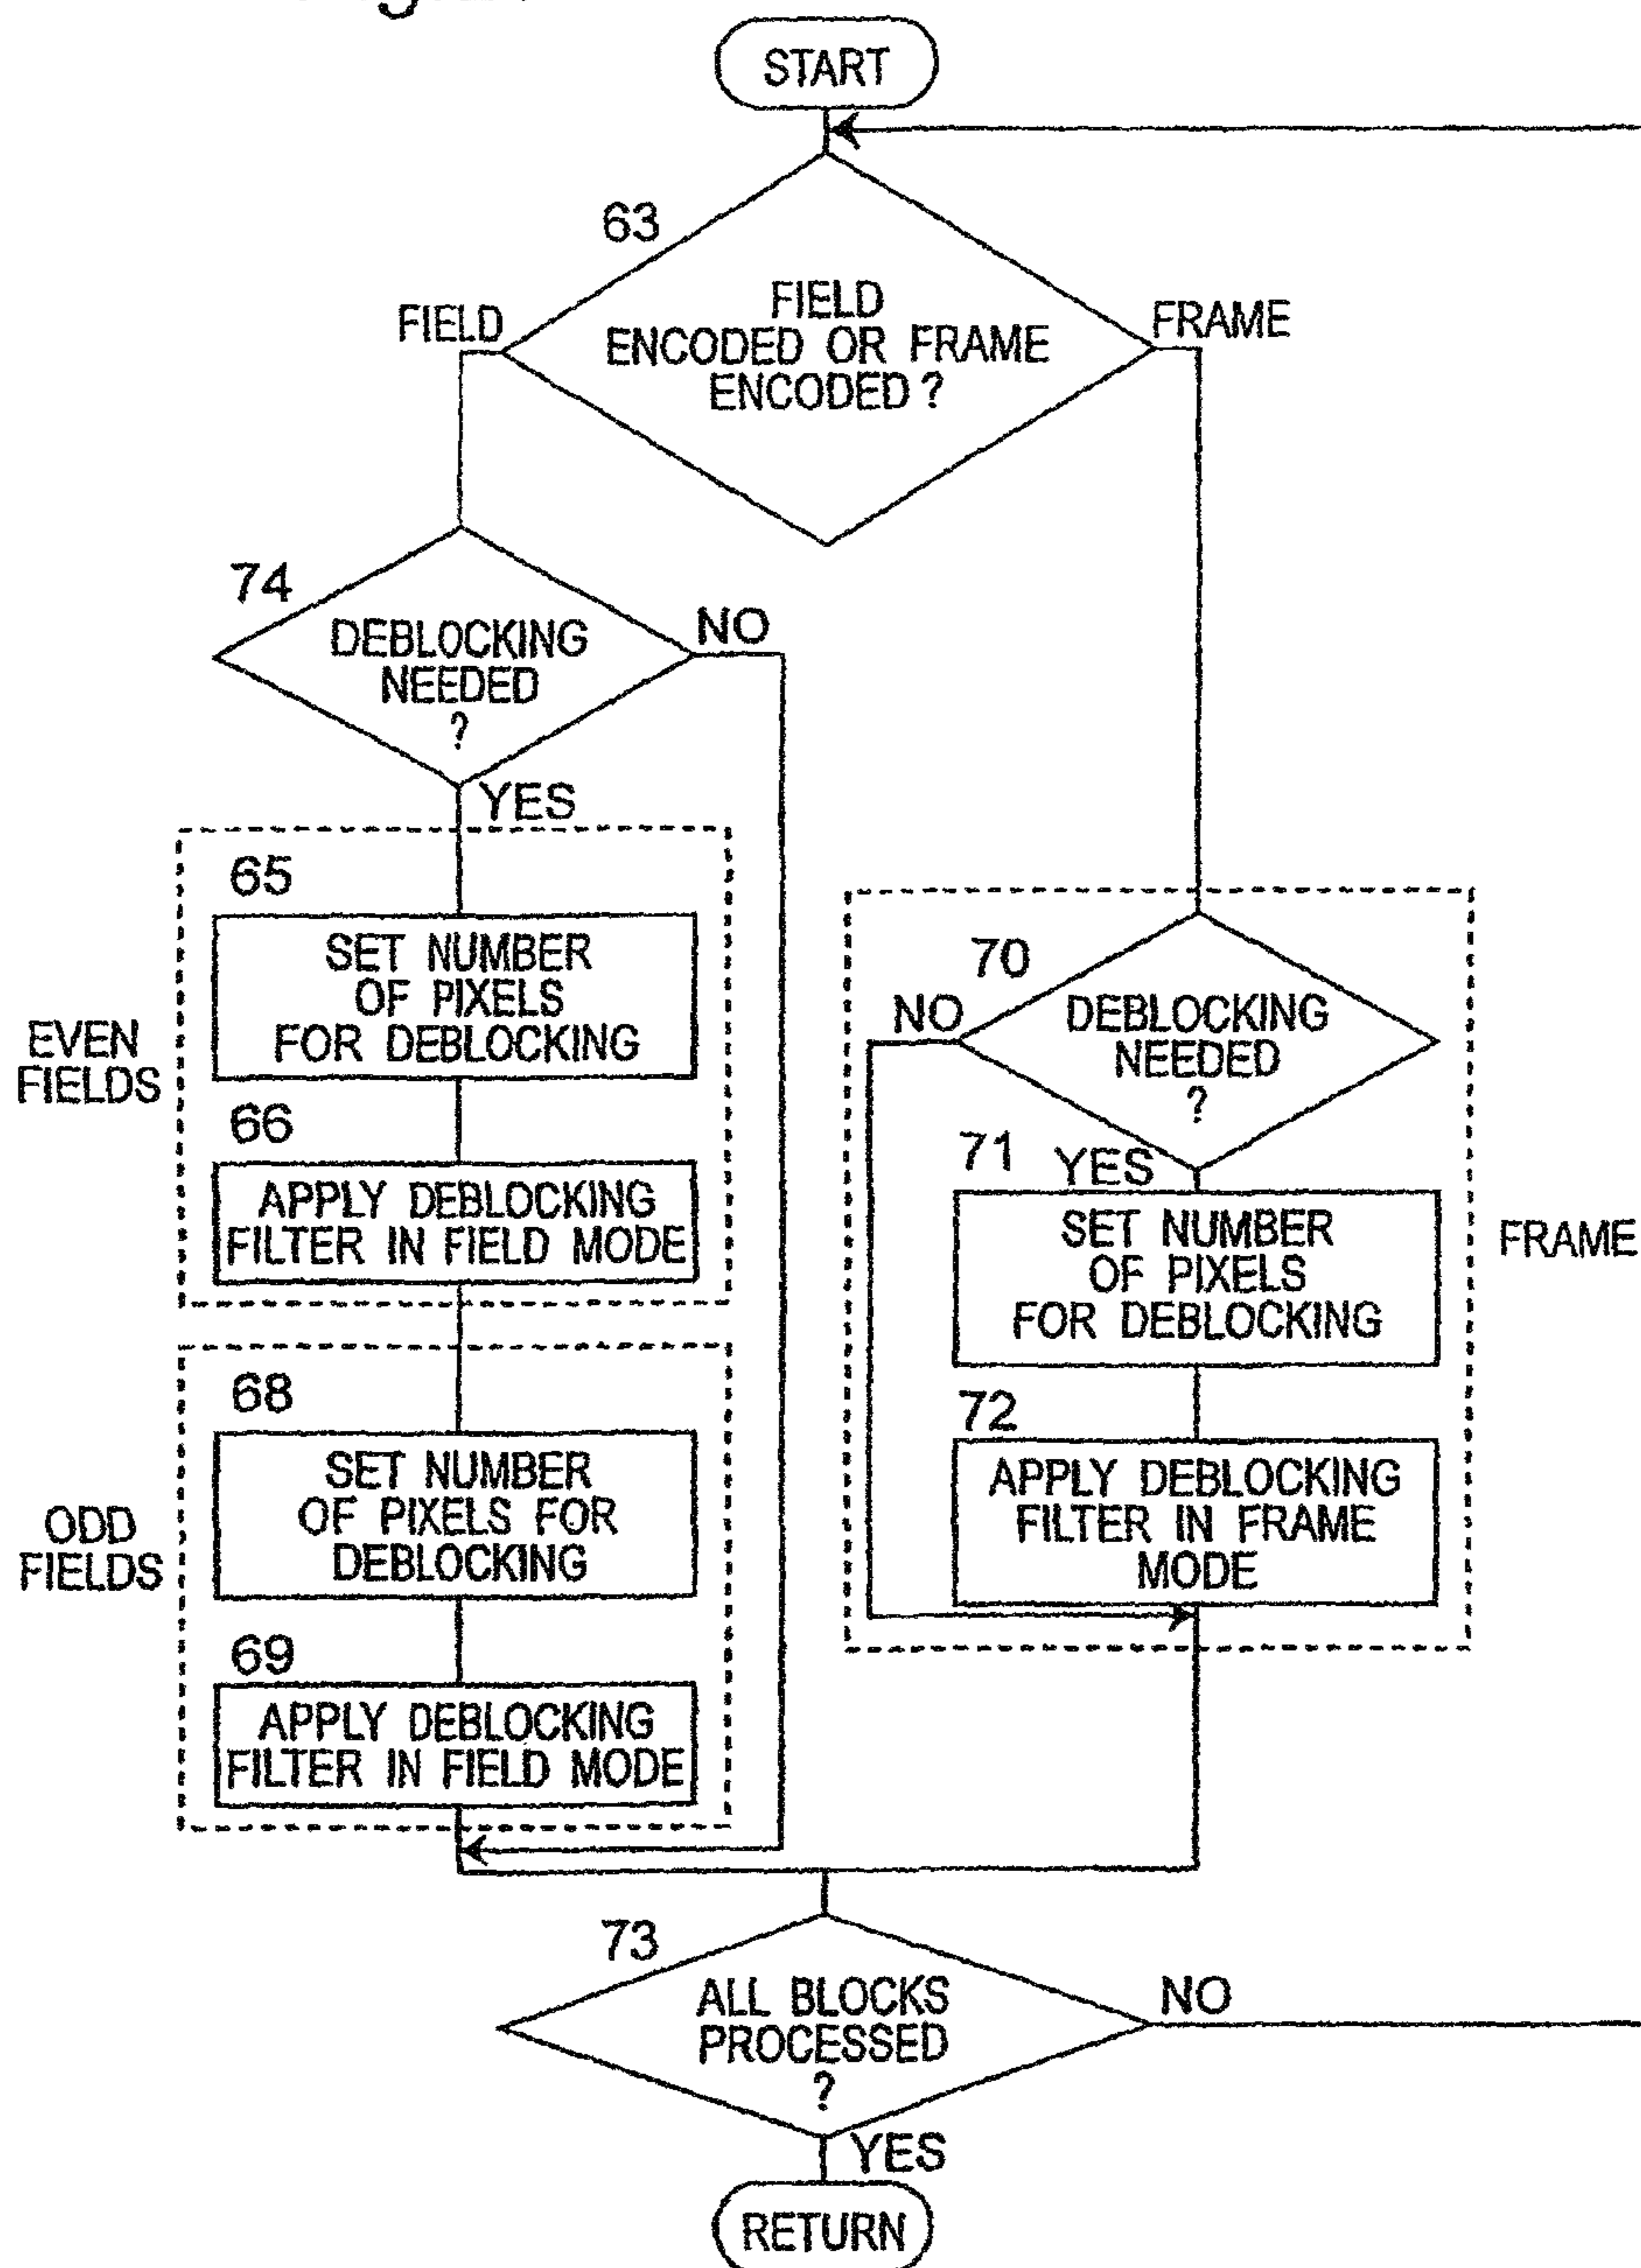 START
63
FIELD
ENCODED OR FRAME
ENCODED ?
FIELD
FRAME
74
DEBLOCKING
NEEDED
?
NO
YES
65
SET NUMBER
OF PIXELS
FOR DEBLOCKING
EVEN
FIELDS
66
APPLY DEBLOCKING
FILTER IN FIELD MODE
68
SET NUMBER
OF PIXELS FOR
DEBLOCKING
ODD
FIELDS
69
APPLY DEBLOCKING
FILTER IN FIELD MODE
70
DEBLOCKING
NEEDED
?
NO
YES
71
SET NUMBER
OF PIXELS
FOR DEBLOCKING
FRAME
72
APPLY DEBLOCKING
FILTER IN FRAME
MODE
73
ALL BLOCKS
PROCESSED
?
NO
YES
RETURN